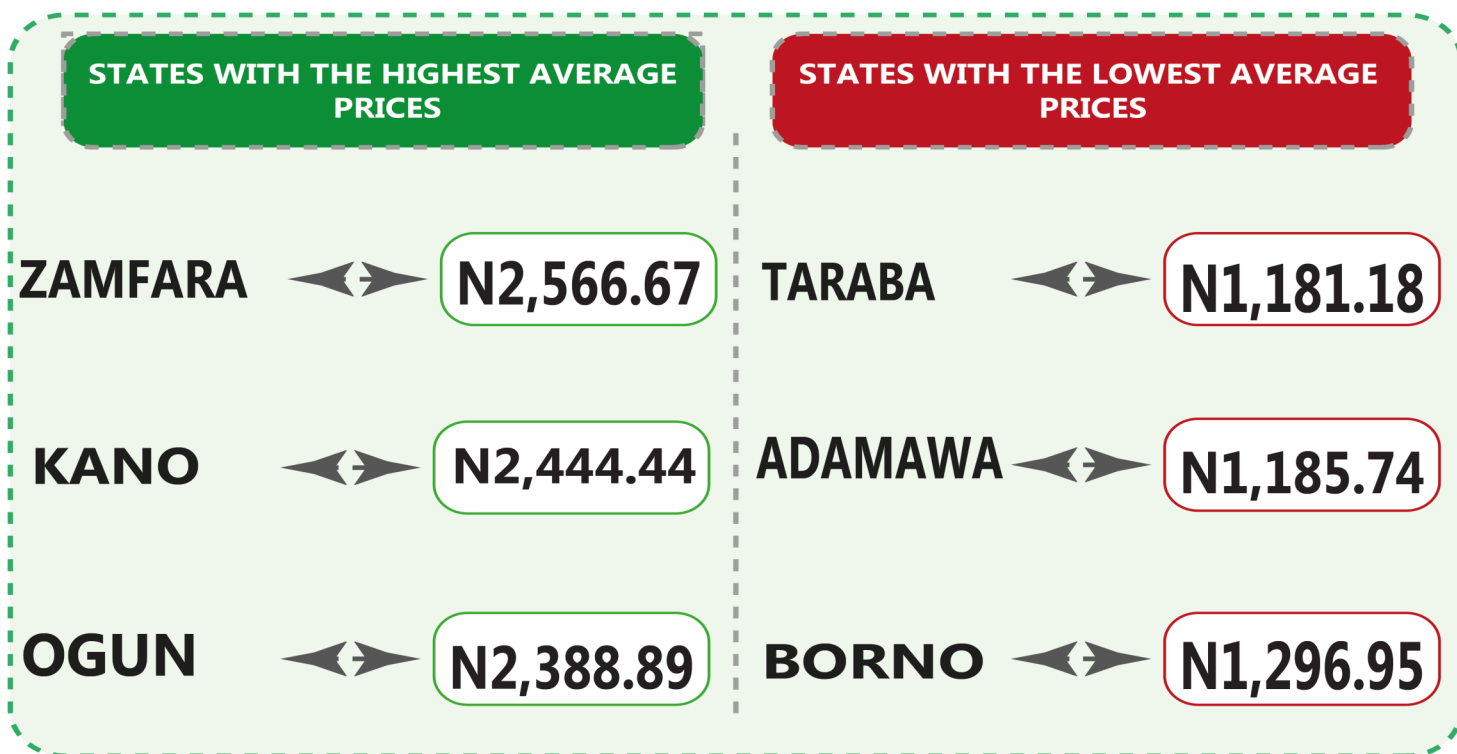 STATES WITH THE HIGHEST AVERAGE
PRICES
ZAMFARA N2,566.67
KANO N2,444.44
OGUN N2,388.89
STATES WITH THE LOWEST AVERAGE
PRICES
TARABA N1,181.18
ADAMAWA N1,185.74
BORNO N1,296.95